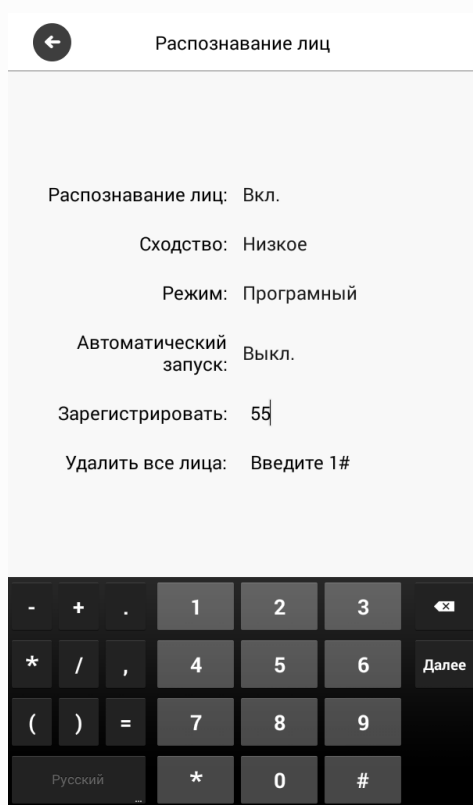 Распознавание лиц
Распознавание лиц: Вкл.
Сходство: Низкое
Режим: Програмный
Автоматический
запуск: Выкл.
Зарегистрировать: 55
Удалить все лица: Введите 1#
- + . 1 2 3
* / , 4 5 6 Далее
( ) = 7 8 9
Русский ... * 0 #